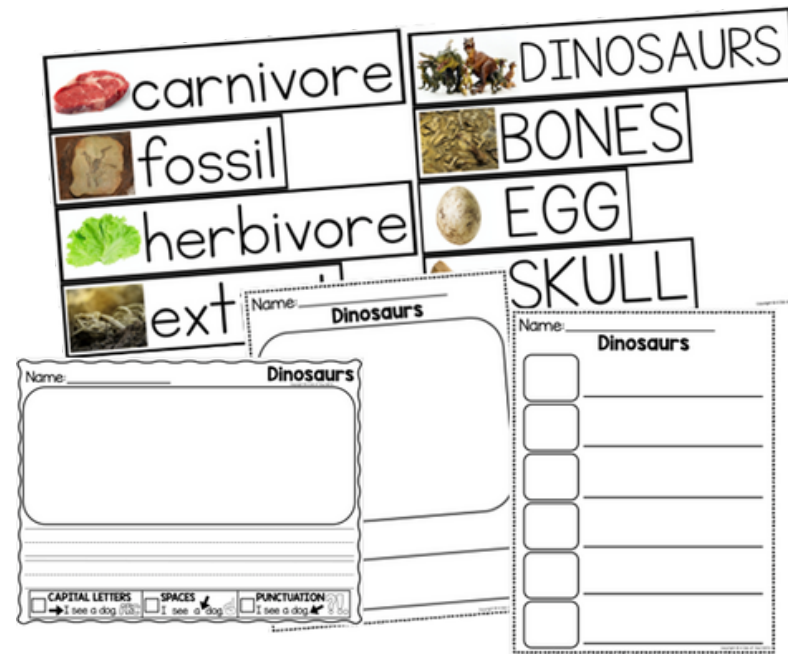 carnivore
fossil
herbivore
ext
DINOSAURS
BONES
EGG
SKULL
Name:
Dinosaurs
Name:
Dinosaurs
CAPITAL LETTERS
I see a dog.
SPACES
I see a dog.
PUNCTUATION
I see a dog.
?!.
Name:
Dinosaurs